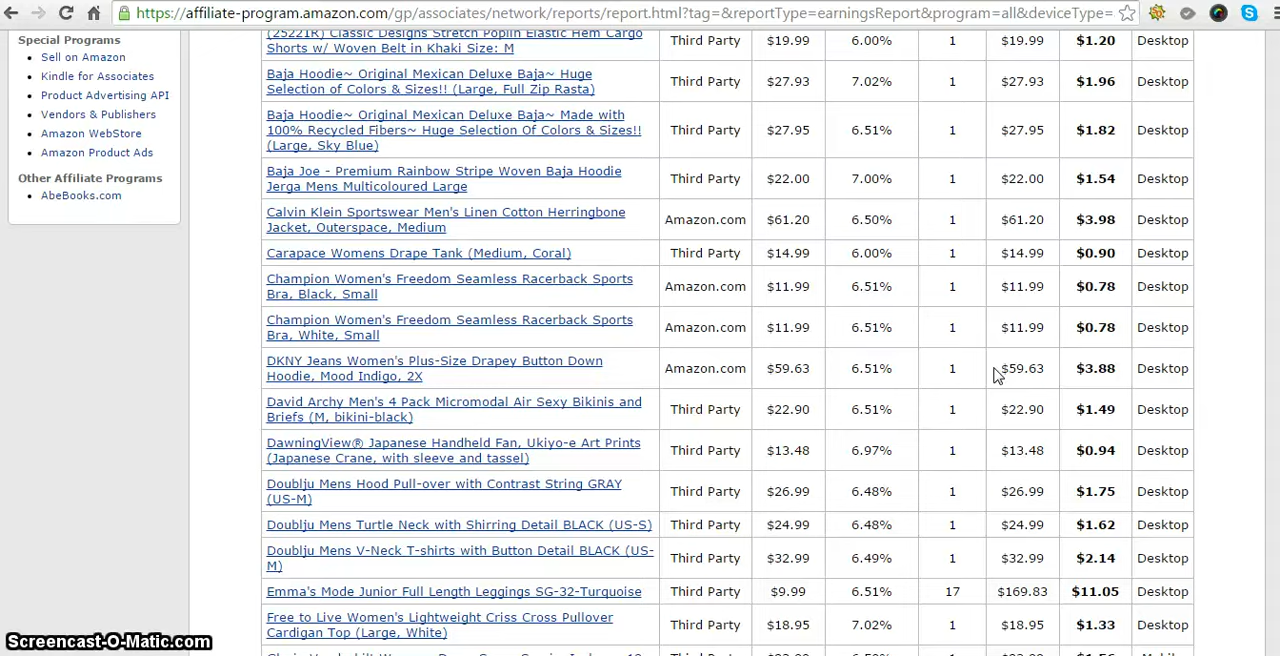 https://affiliate-program.amazon.com/gp/associates/network/reports/report.html?tag=&reportType=earningsReport&program=all&deviceType=
Special Programs
Sell on Amazon
Kindle for Associates
Product Advertising API
Vendors & Publishers
Amazon WebStore
Amazon Product Ads
Other Affiliate Programs
AbeBooks.com
(25221R) Classic Designs Stretch Poplin Elastic Hem Cargo
Shorts w/ Woven Belt in Khaki Size: M
Third Party $19.99 6.00% 1 $19.99 $1.20 Desktop
Baja Hoodie~ Original Mexican Deluxe Baja~ Huge
Selection of Colors & Sizes!! (Large, Full Zip Rasta)
Third Party $27.93 7.02% 1 $27.93 $1.96 Desktop
Baja Hoodie~ Original Mexican Deluxe Baja~ Made with
100% Recycled Fibers~ Huge Selection Of Colors & Sizes!!
(Large, Sky Blue)
Third Party $27.95 6.51% 1 $27.95 $1.82 Desktop
Baja Joe - Premium Rainbow Stripe Woven Baja Hoodie
Jerga Mens Multicoloured Large
Third Party $22.00 7.00% 1 $22.00 $1.54 Desktop
Calvin Klein Sportswear Men's Linen Cotton Herringbone
Jacket, Outerspace, Medium
Amazon.com $61.20 6.50% 1 $61.20 $3.98 Desktop
Carapace Womens Drape Tank (Medium, Coral) Third Party $14.99 6.00% 1 $14.99 $0.90 Desktop
Champion Women's Freedom Seamless Racerback Sports
Bra, Black, Small
Amazon.com $11.99 6.51% 1 $11.99 $0.78 Desktop
Champion Women's Freedom Seamless Racerback Sports
Bra, White, Small
Amazon.com $11.99 6.51% 1 $11.99 $0.78 Desktop
DKNY Jeans Women's Plus-Size Drapey Button Down
Hoodie, Mood Indigo, 2X
Amazon.com $59.63 6.51% 1 $59.63 $3.88 Desktop
David Archy Men's 4 Pack Micromodal Air Sexy Bikinis and
Briefs (M, bikini-black)
Third Party $22.90 6.51% 1 $22.90 $1.49 Desktop
DawningView® Japanese Handheld Fan, Ukiyo-e Art Prints
(Japanese Crane, with sleeve and tassel)
Third Party $13.48 6.97% 1 $13.48 $0.94 Desktop
Doublju Mens Hood Pull-over with Contrast String GRAY
(US-M)
Third Party $26.99 6.48% 1 $26.99 $1.75 Desktop
Doublju Mens Turtle Neck with Shirring Detail BLACK (US-S) Third Party $24.99 6.48% 1 $24.99 $1.62 Desktop
Doublju Mens V-Neck T-shirts with Button Detail BLACK (US-
M)
Third Party $32.99 6.49% 1 $32.99 $2.14 Desktop
Emma's Mode Junior Full Length Leggings SG-32-Turquoise Third Party $9.99 6.51% 17 $169.83 $11.05 Desktop
Free to Live Women's Lightweight Criss Cross Pullover
Cardigan Top (Large, White)
Third Party $18.95 7.02% 1 $18.95 $1.33 Desktop
Screencast-O-Matic.com